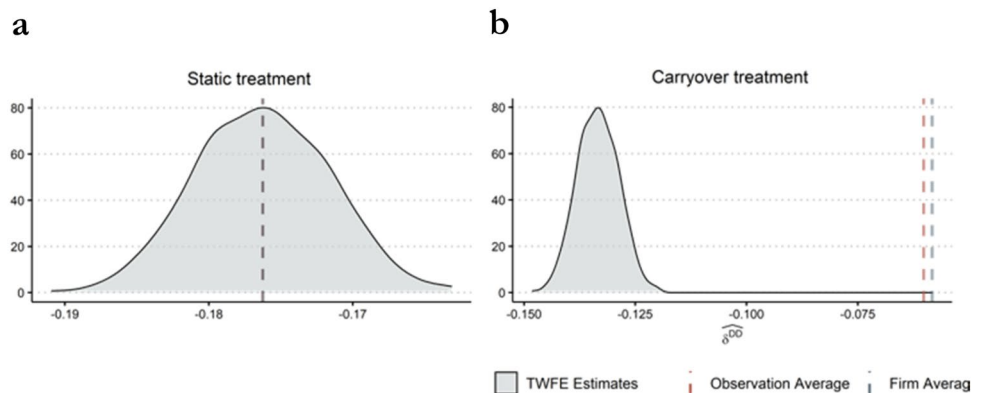 a
b
Static treatment
Carryover treatment
80
60
40
20
0
-0.19
-0.18
-0.17
80
60
40
20
0
-0.150
-0.125
-0.100
-0.075
δ̂ᴰᴰ
TWFE Estimates
Observation Average
Firm Averag